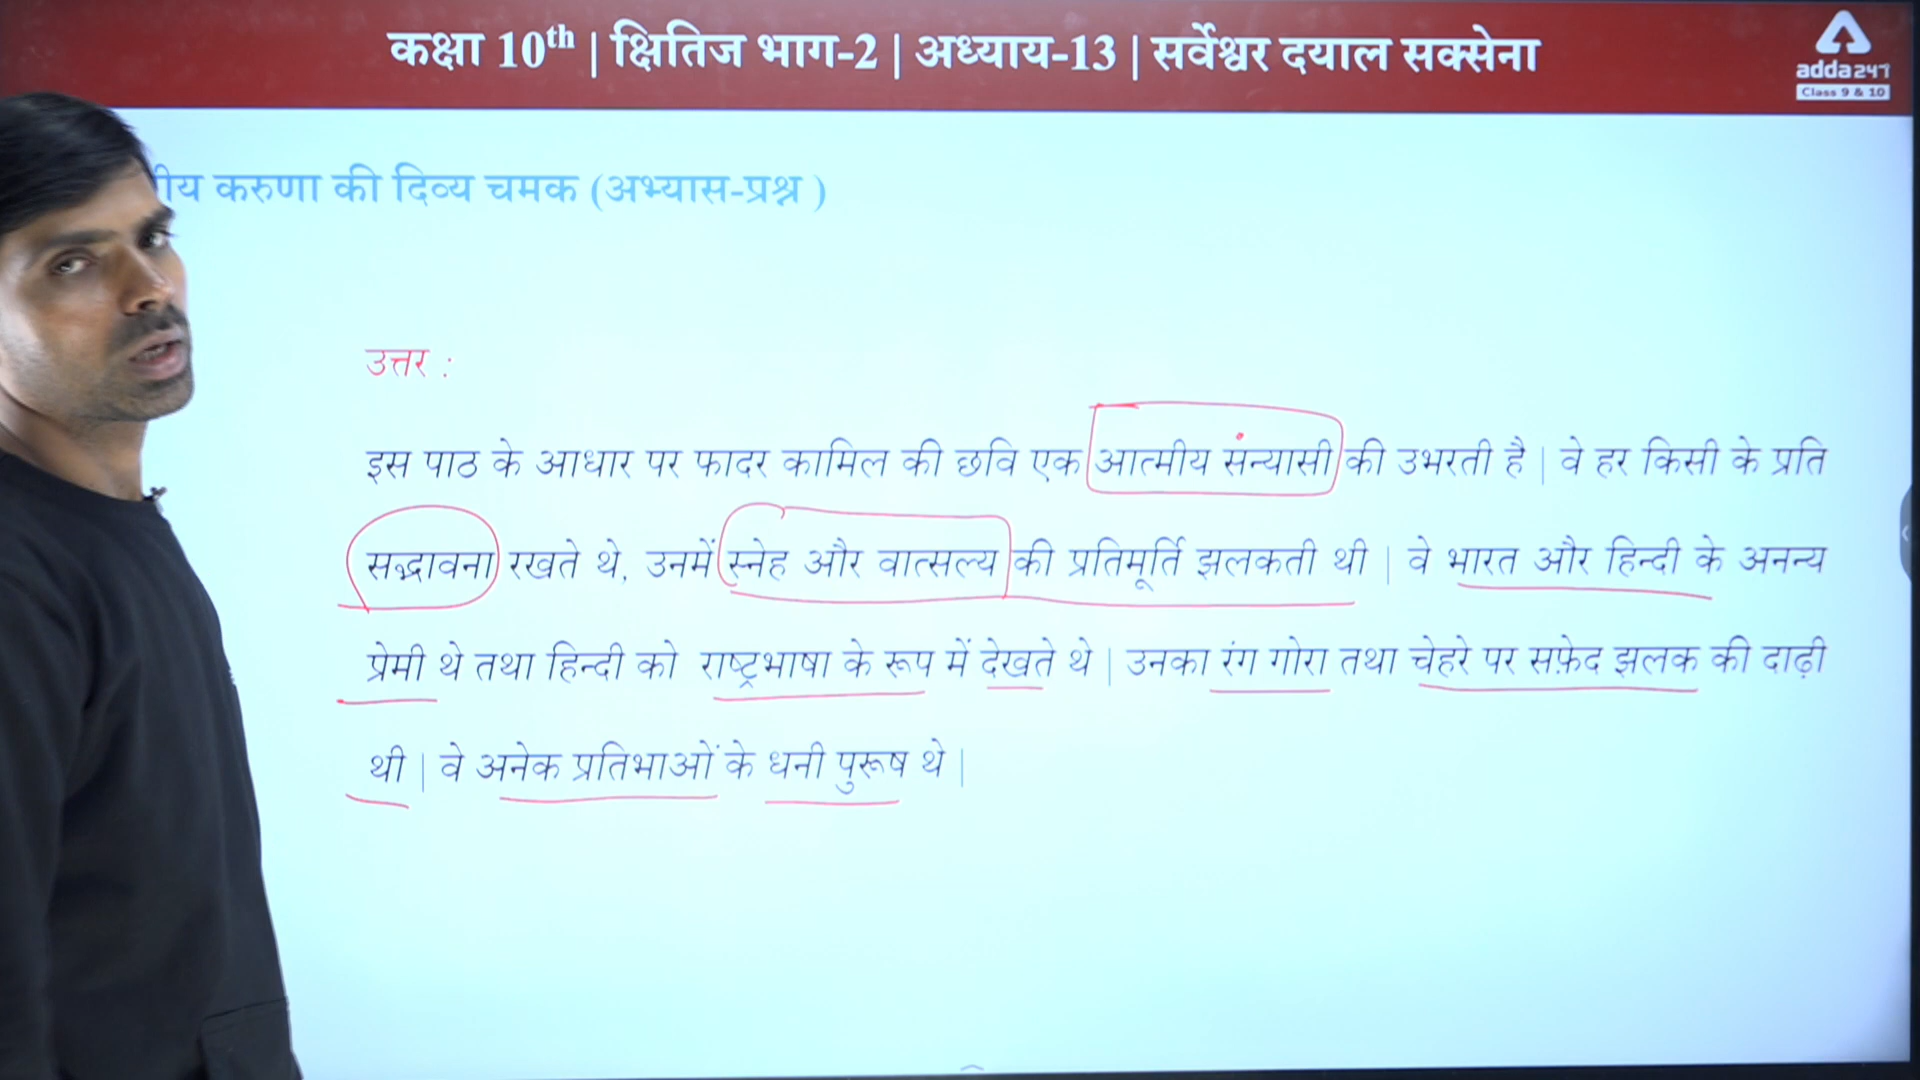 कक्षा 10th | क्षितिज भाग-2 | अध्याय-13 | सर्वेश्वर दयाल सक्सेना
adda247
Class 9 & 10
करुणा की दिव्य चमक (अभ्यास-प्रश्न )
उत्तर :
इस पाठ के आधार पर फादर कामिल की छवि एक आत्मीय संन्यासी की उभरती है | वे हर किसी के प्रति
सद्भावना रखते थे, उनमें स्नेह और वात्सल्य की प्रतिमूर्ति झलकती थी | वे भारत और हिन्दी के अनन्य
प्रेमी थे तथा हिन्दी को राष्ट्रभाषा के रूप में देखते थे | उनका रंग गोरा तथा चेहरे पर सफ़ेद झलक की दाढ़ी
थी | वे अनेक प्रतिभाओं के धनी पुरूष थे |